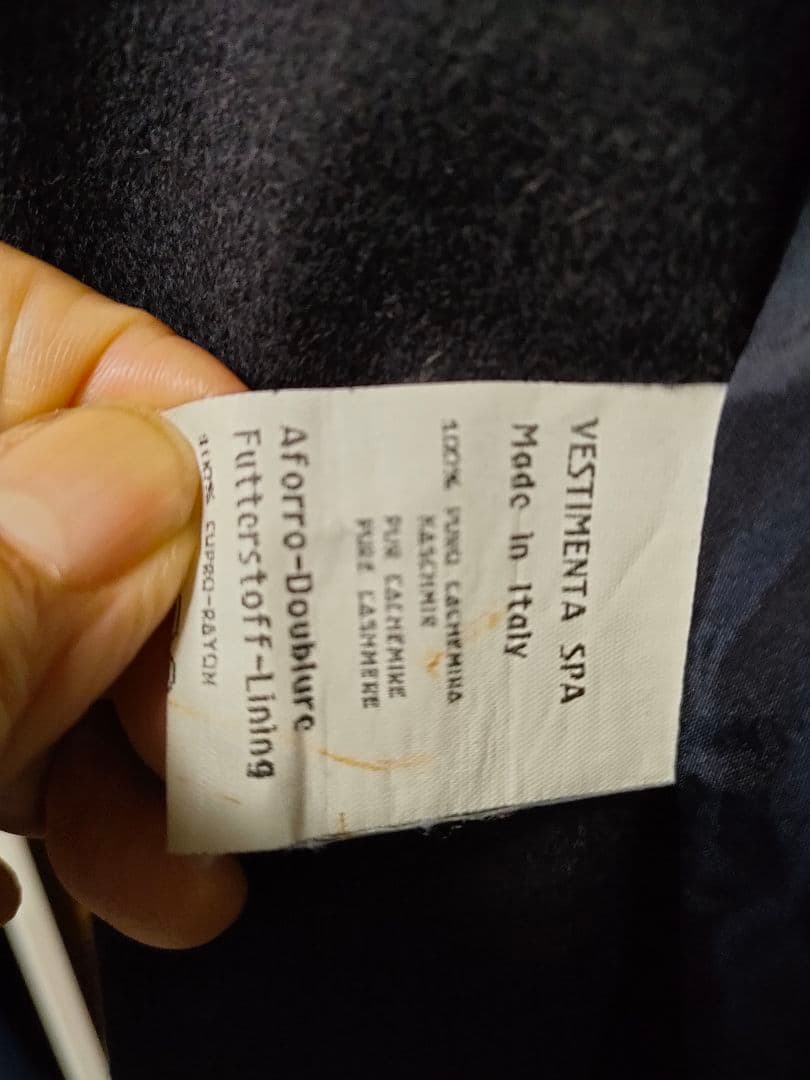 VESTIMENTA SPA
Made in Italy
100% PURO CACHEMIRA
KASCHMIR
PUR CACHEMIRE
PURE CASHMERE
Aforro-Doublure
Futterstoff-Lining
100% CUPRO-RAYON